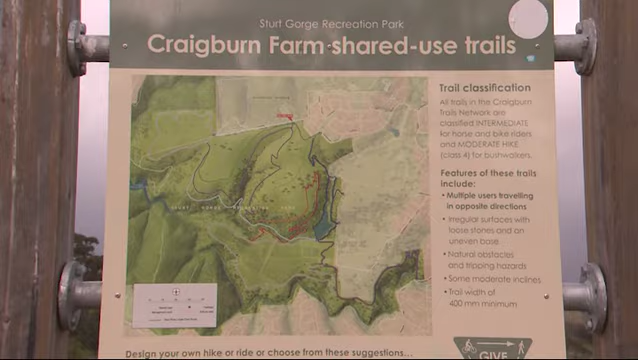 Sturt Gorge Recreation Park
Craigburn Farm shared-use trails
Trail classification
All trails in the Craigburn
Trails Network are
classified INTERMEDIATE
for horse and bike riders
and MODERATE HIKE
(class 4) for bushwalkers.
Features of these trails
include:
• Multiple users travelling
in opposite directions
• Irregular surfaces with
loose stones and an
uneven base
• Natural obstacles
and tripping hazards
• Some moderate inclines
• Trail width of
400 mm minimum
STURT GORGE RECREATION PARK
GIVE
Design your own hike or ride or choose from these suggestions...